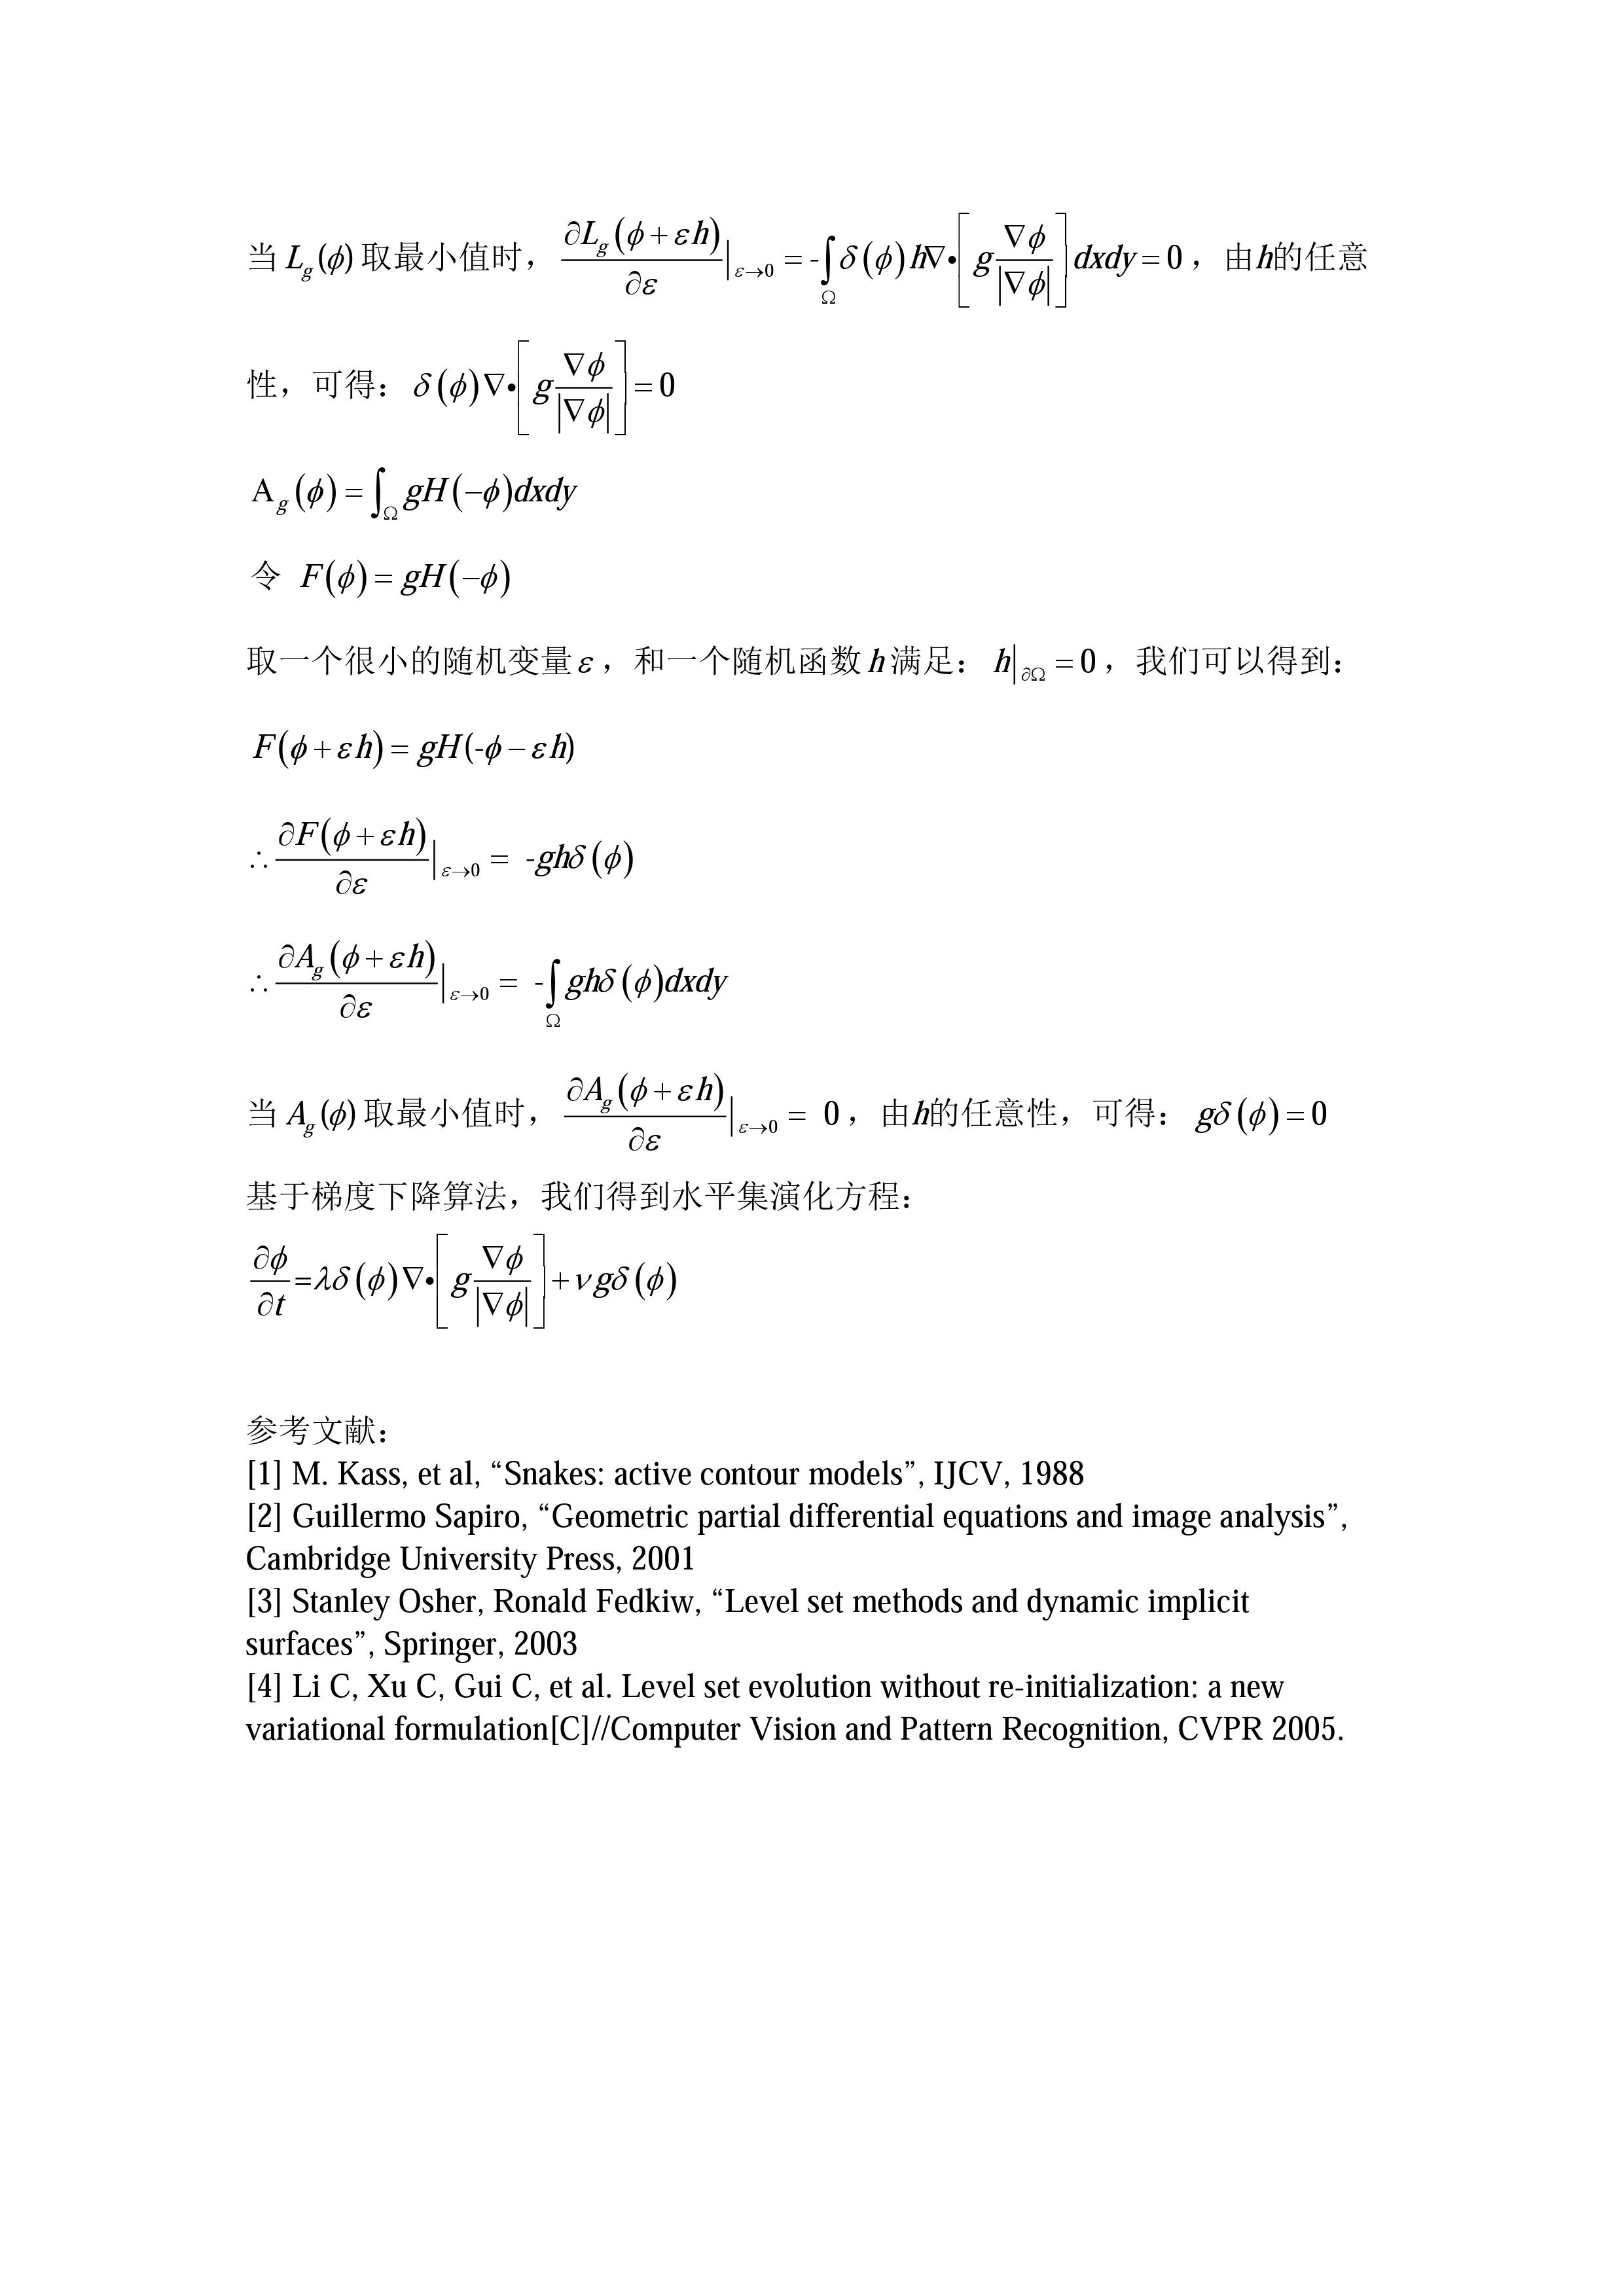 当 $L_g(\phi)$ 取最小值时，$\frac{\partial L_g(\phi+\varepsilon h)}{\partial \varepsilon}\Big|_{\varepsilon\to 0} = -\int_{\Omega} \delta(\phi) h \nabla\bullet\left[g\frac{\nabla\phi}{|\nabla\phi|}\right]dxdy = 0$，由$h$的任意
性，可得：$\delta(\phi)\nabla\bullet\left[g\frac{\nabla\phi}{|\nabla\phi|}\right] = 0$
$\mathrm{A}_g(\phi) = \int_{\Omega} gH(-\phi)dxdy$
令 $F(\phi) = gH(-\phi)$
取一个很小的随机变量$\varepsilon$，和一个随机函数$h$满足：$h|_{\partial\Omega} = 0$，我们可以得到：
$F(\phi+\varepsilon h) = gH(-\phi-\varepsilon h)$
$\therefore \frac{\partial F(\phi+\varepsilon h)}{\partial \varepsilon}\Big|_{\varepsilon\to 0} = -gh\delta(\phi)$
$\therefore \frac{\partial A_g(\phi+\varepsilon h)}{\partial \varepsilon}\Big|_{\varepsilon\to 0} = -\int_{\Omega} gh\delta(\phi)dxdy$
当 $A_g(\phi)$ 取最小值时，$\frac{\partial A_g(\phi+\varepsilon h)}{\partial \varepsilon}\Big|_{\varepsilon\to 0} = 0$，由$h$的任意性，可得：$g\delta(\phi) = 0$
基于梯度下降算法，我们得到水平集演化方程：
$\frac{\partial\phi}{\partial t} = \lambda\delta(\phi)\nabla\bullet\left[g\frac{\nabla\phi}{|\nabla\phi|}\right] + \nu g\delta(\phi)$
参考文献：
[1] M. Kass, et al, “Snakes: active contour models”, IJCV, 1988
[2] Guillermo Sapiro, “Geometric partial differential equations and image analysis”,
Cambridge University Press, 2001
[3] Stanley Osher, Ronald Fedkiw, “Level set methods and dynamic implicit
surfaces”, Springer, 2003
[4] Li C, Xu C, Gui C, et al. Level set evolution without re-initialization: a new
variational formulation[C]//Computer Vision and Pattern Recognition, CVPR 2005.